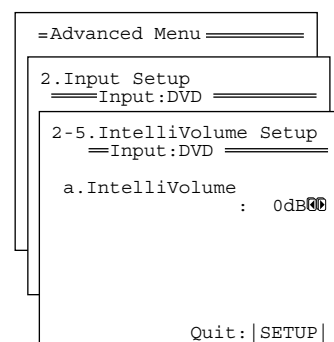 =Advanced Menu
2.Input Setup
Input:DVD
2-5.IntelliVolume Setup
Input:DVD
a.IntelliVolume
: 0dB
Quit:|SETUP|